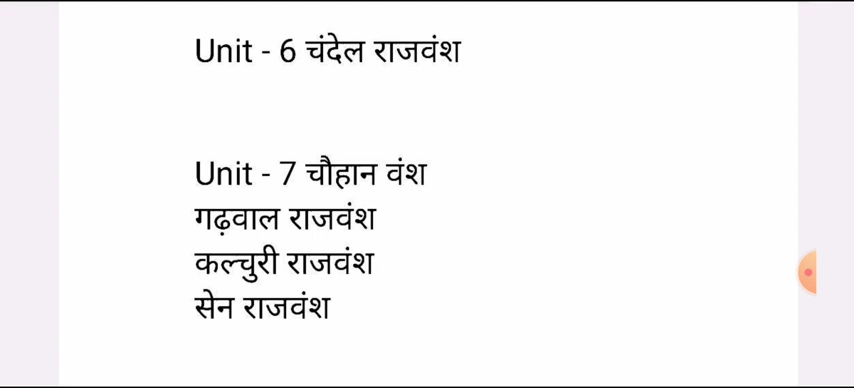 Unit - 6 चंदेल राजवंश
Unit - 7 चौहान वंश
गढ़वाल राजवंश
कल्चुरी राजवंश
सेन राजवंश